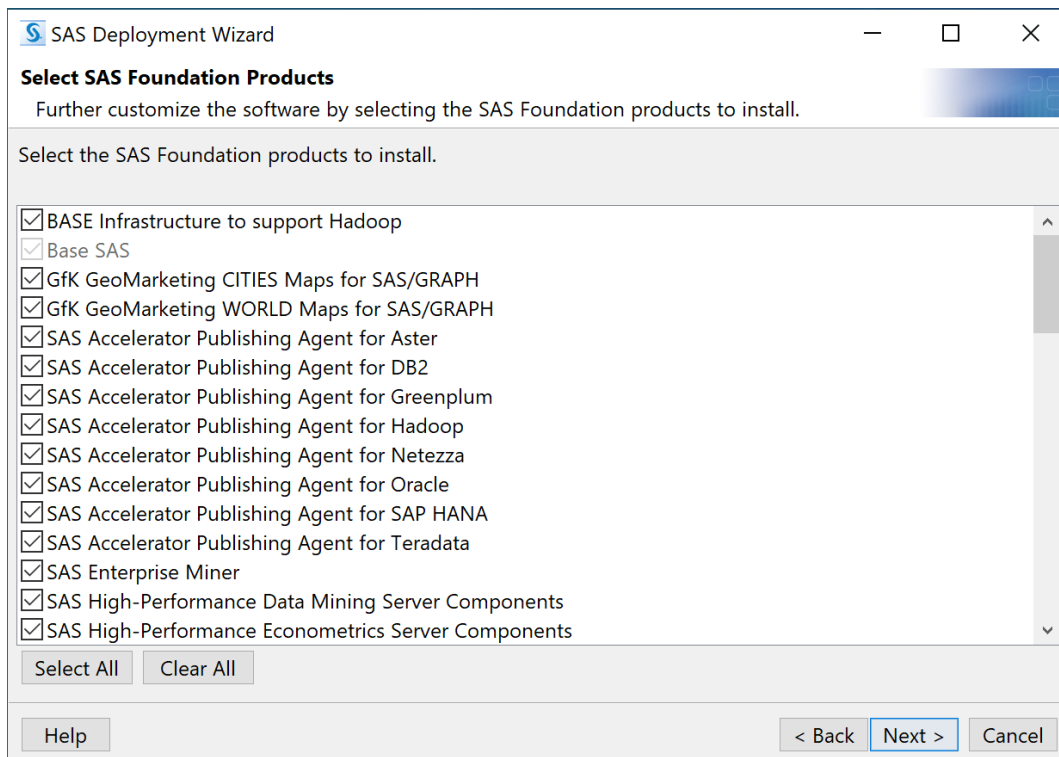 SAS Deployment Wizard
Select SAS Foundation Products
Further customize the software by selecting the SAS Foundation products to install.
Select the SAS Foundation products to install.
BASE Infrastructure to support Hadoop
Base SAS
GfK GeoMarketing CITIES Maps for SAS/GRAPH
GfK GeoMarketing WORLD Maps for SAS/GRAPH
SAS Accelerator Publishing Agent for Aster
SAS Accelerator Publishing Agent for DB2
SAS Accelerator Publishing Agent for Greenplum
SAS Accelerator Publishing Agent for Hadoop
SAS Accelerator Publishing Agent for Netezza
SAS Accelerator Publishing Agent for Oracle
SAS Accelerator Publishing Agent for SAP HANA
SAS Accelerator Publishing Agent for Teradata
SAS Enterprise Miner
SAS High-Performance Data Mining Server Components
SAS High-Performance Econometrics Server Components
Select All Clear All
Help < Back Next > Cancel